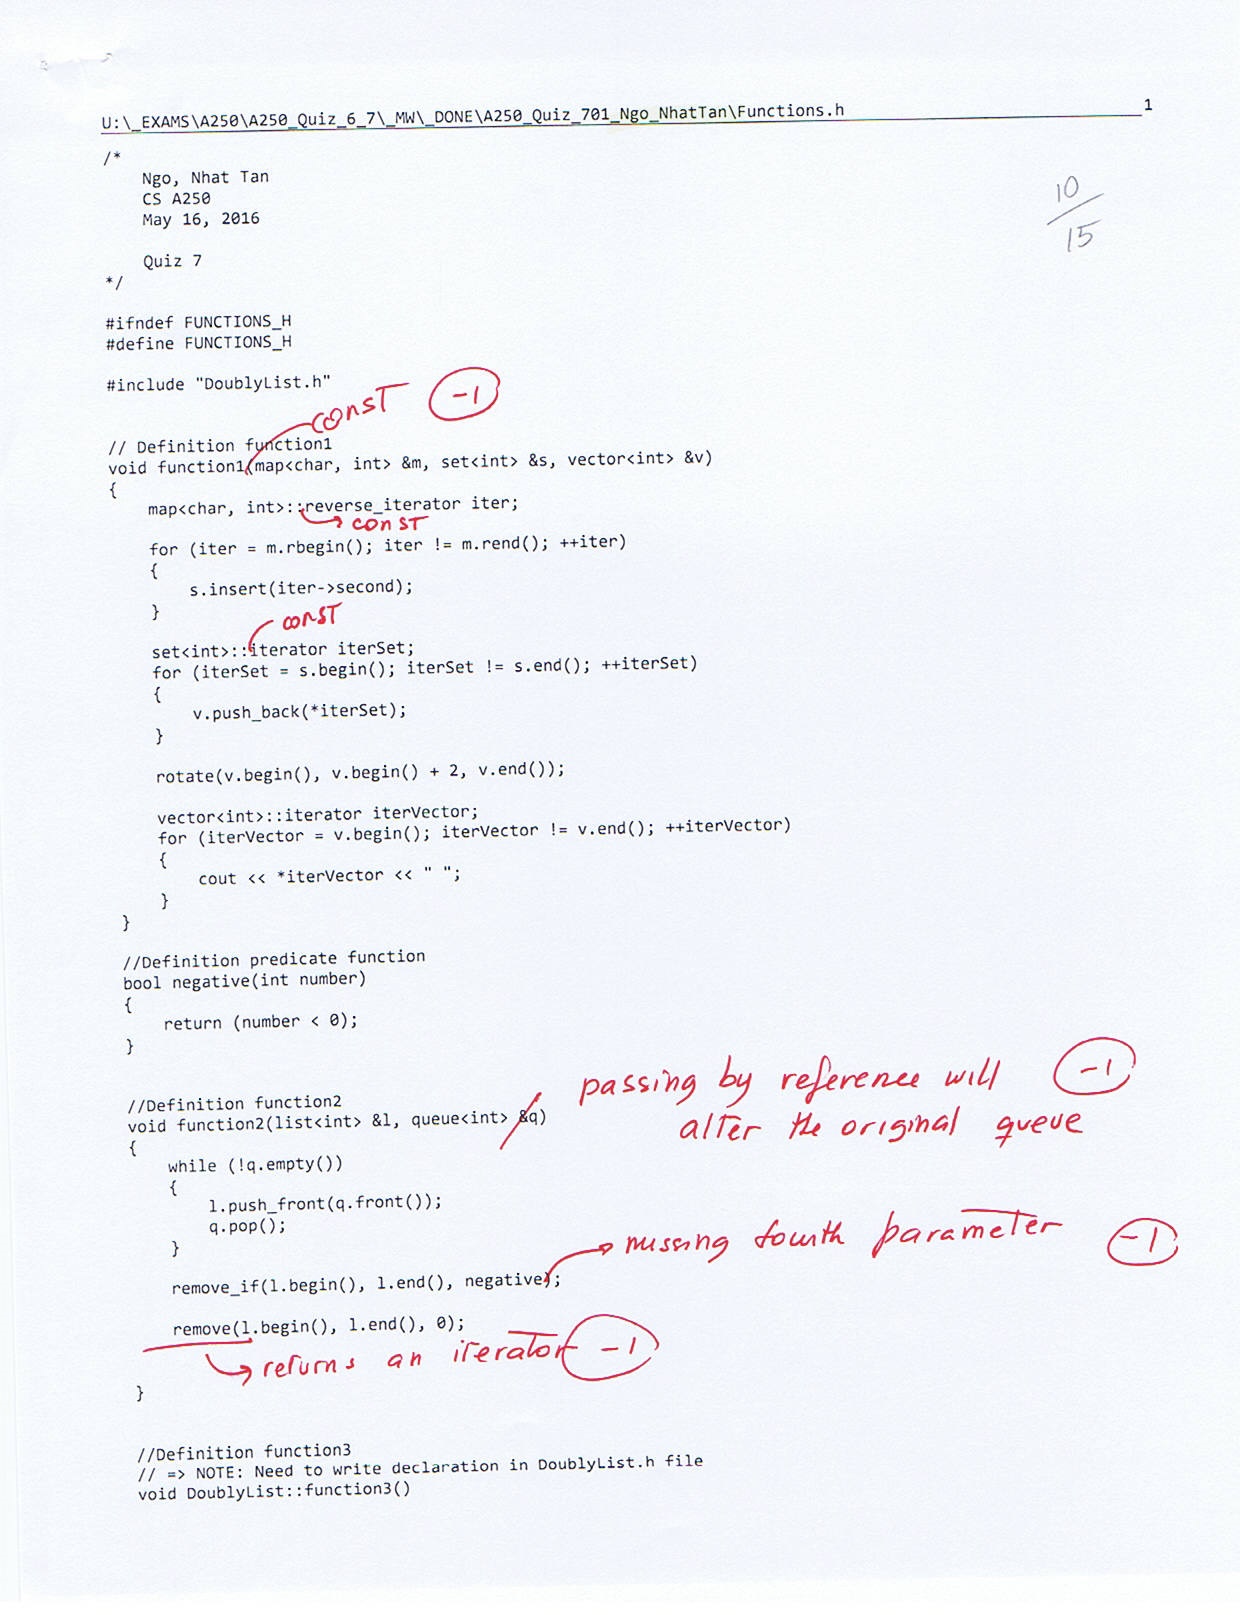 U:\_EXAMS\A250\A250_Quiz_6_7\_MW\_DONE\A250_Quiz_701_Ngo_NhatTan\Functions.h 1
/*
Ngo, Nhat Tan
CS A250
May 16, 2016
10/15
Quiz 7
*/
#ifndef FUNCTIONS_H
#define FUNCTIONS_H
#include "DoublyList.h"
const -1
// Definition function1
void function1(map<char, int> &m, set<int> &s, vector<int> &v)
{
map<char, int>::reverse_iterator iter;
const
for (iter = m.rbegin(); iter != m.rend(); ++iter)
{
s.insert(iter->second);
}
const
set<int>::iterator iterSet;
for (iterSet = s.begin(); iterSet != s.end(); ++iterSet)
{
v.push_back(*iterSet);
}
rotate(v.begin(), v.begin() + 2, v.end());
vector<int>::iterator iterVector;
for (iterVector = v.begin(); iterVector != v.end(); ++iterVector)
{
cout << *iterVector << " ";
}
}
//Definition predicate function
bool negative(int number)
{
return (number < 0);
}
passing by reference will -1
alter the original queue
//Definition function2
void function2(list<int> &l, queue<int> &q)
{
while (!q.empty())
{
l.push_front(q.front());
q.pop();
}
missing fourth parameter -1
remove_if(l.begin(), l.end(), negative);
remove(l.begin(), l.end(), 0);
returns an iterator -1
}
//Definition function3
// => NOTE: Need to write declaration in DoublyList.h file
void DoublyList::function3()